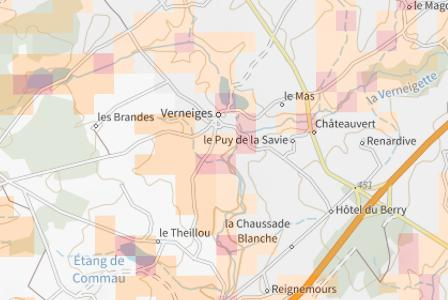 le Magn
la Verneigette
le Mas
Verneiges
les Brandes
Châteauvert
le Puy de la Savie
Renardive
451
Hôtel du Berry
la Chaussade
Blanche
le Theillou
Étang de
Commau
Reignemours